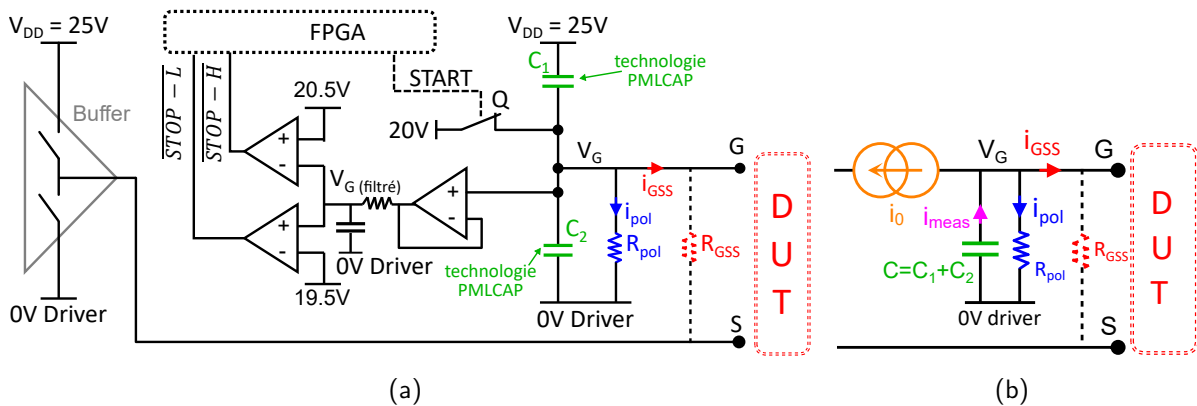 V_DD = 25V
Buffer
0V Driver
FPGA
STOP - L
STOP - H
START
20.5V
+
-
+
-
19.5V
20V
Q
V_G (filtré)
0V Driver
+
-
V_DD = 25V
C_1
technologie
PMLCAP
C_2
technologie
PMLCAP
V_G
i_GSS
G
i_pol
R_pol
R_GSS
0V Driver
S
D
U
T
(a)
i_0
V_G
i_GSS
G
i_meas
i_pol
C=C_1+C_2
R_pol
R_GSS
0V driver
S
D
U
T
(b)